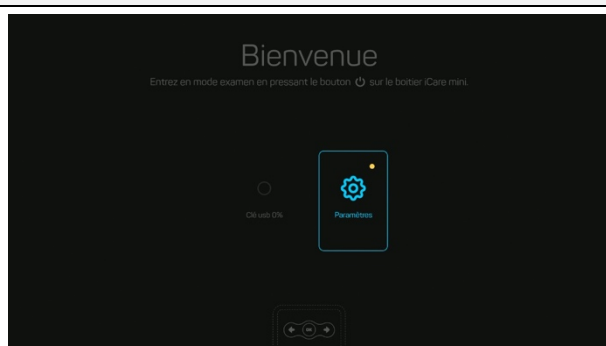 Bienvenue
Entrez en mode examen en pressant le bouton sur le boitier iCare mini.
Clé usb 0%
Paramètres